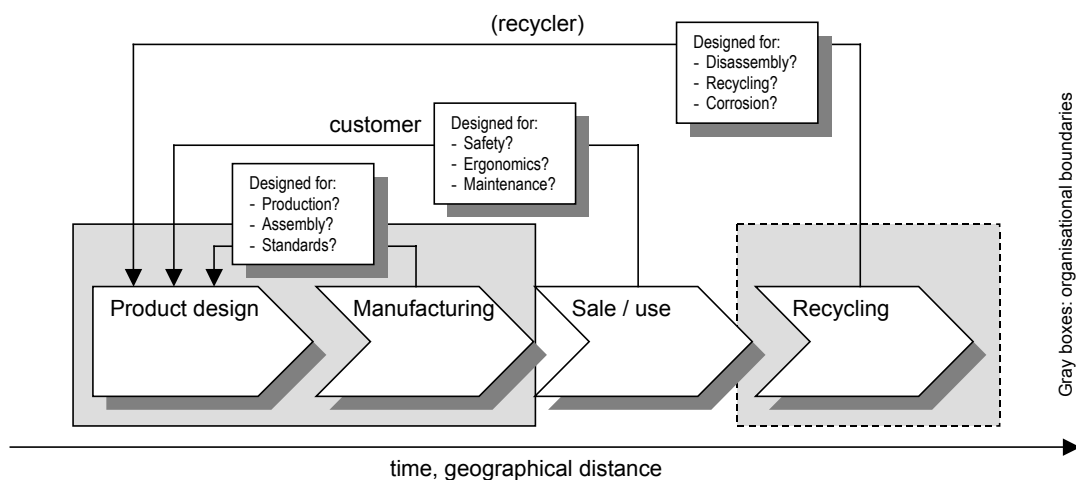 (recycler)
Designed for:
- Disassembly?
- Recycling?
- Corrosion?
customer
Designed for:
- Safety?
- Ergonomics?
- Maintenance?
Designed for:
- Production?
- Assembly?
- Standards?
Product design
Manufacturing
Sale / use
Recycling
time, geographical distance
Gray boxes: organisational boundaries